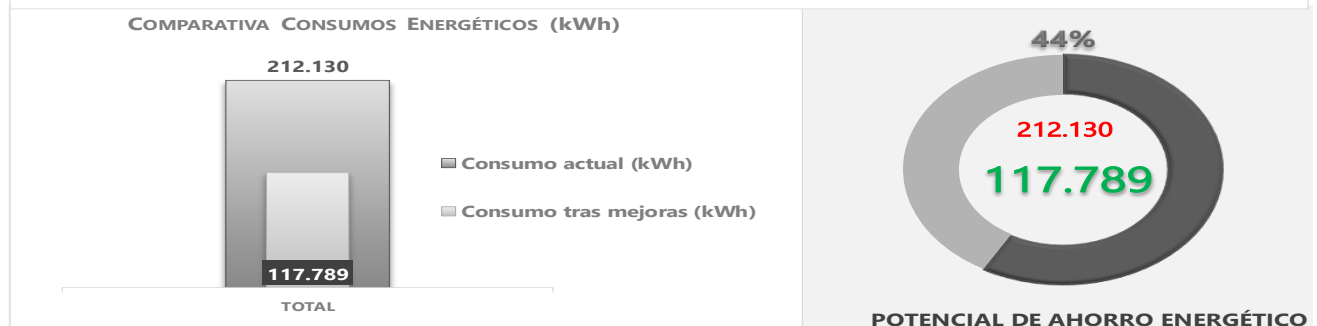 COMPARATIVA CONSUMOS ENERGÉTICOS (kWh)
212.130
Consumo actual (kWh)
Consumo tras mejoras (kWh)
117.789
TOTAL
44%
212.130
117.789
POTENCIAL DE AHORRO ENERGÉTICO